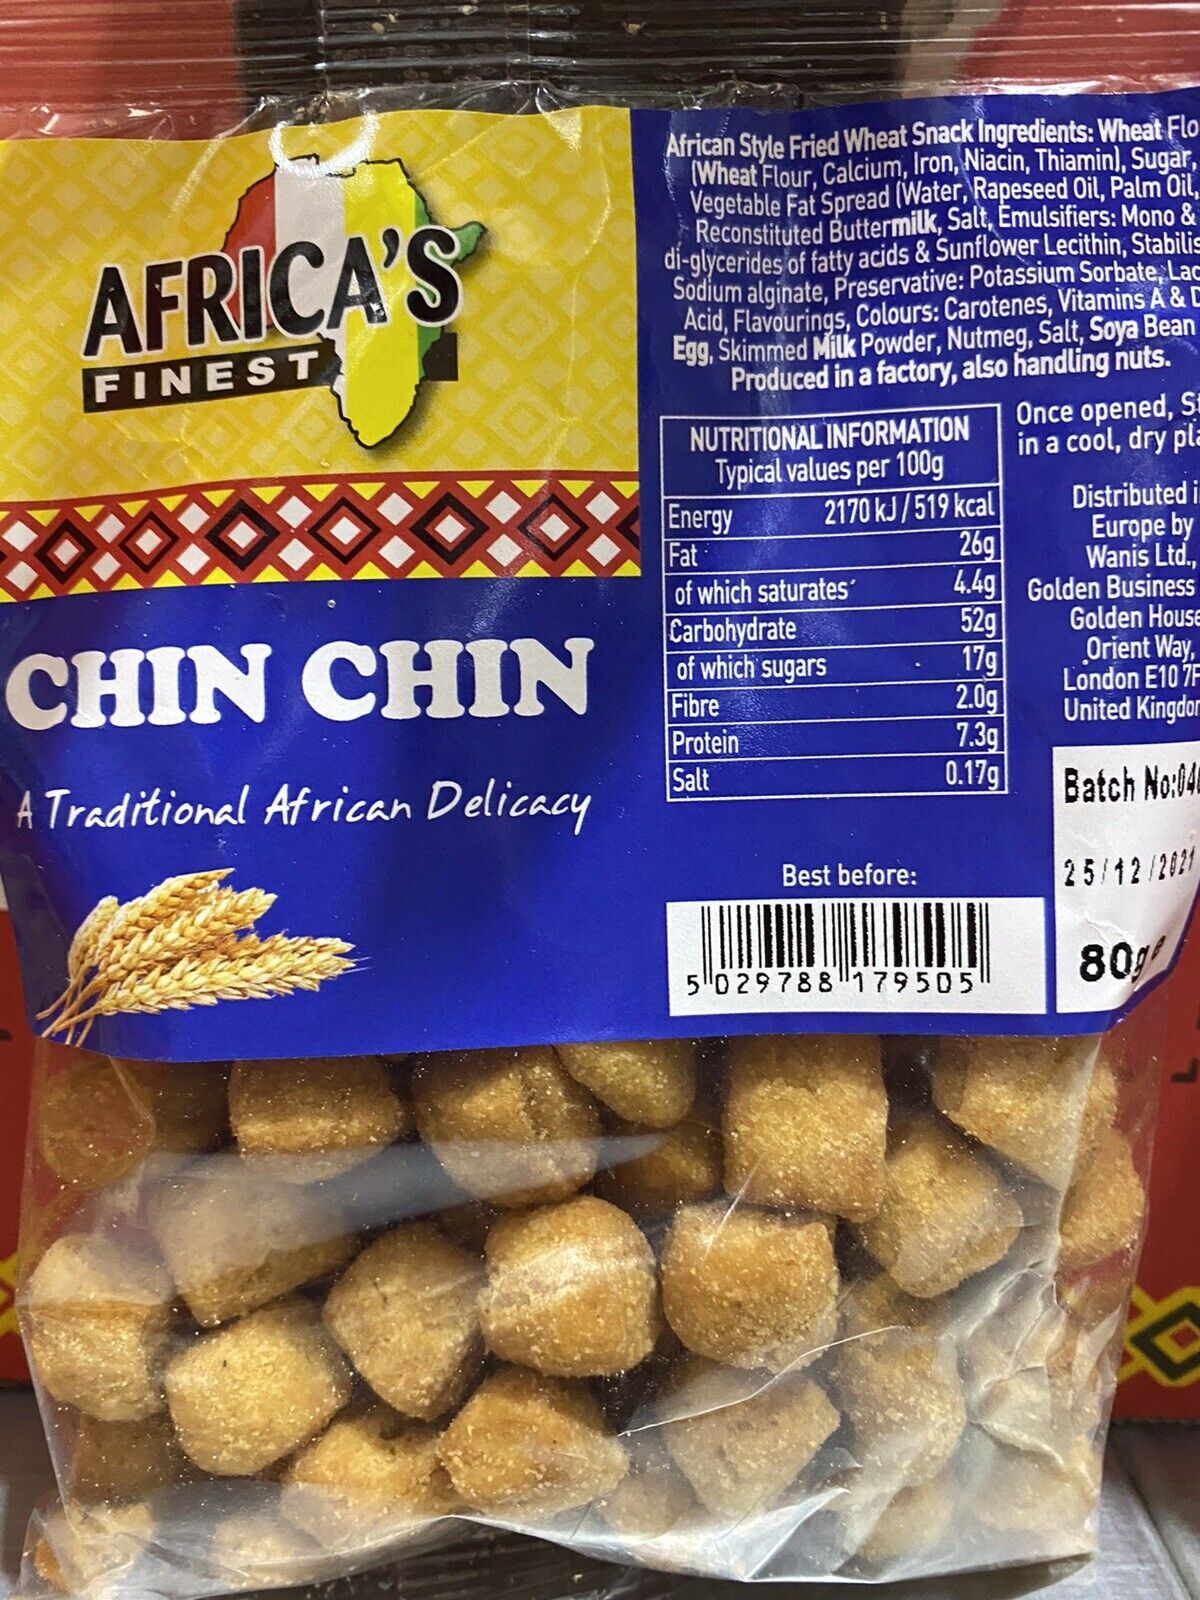 AFRICA'S
FINEST
CHIN CHIN
A Traditional African Delicacy
African Style Fried Wheat Snack Ingredients: Wheat Flo
(Wheat Flour, Calcium, Iron, Niacin, Thiamin), Sugar,
Vegetable Fat Spread (Water, Rapeseed Oil, Palm Oil,
Reconstituted Buttermilk, Salt, Emulsifiers: Mono &
di-glycerides of fatty acids & Sunflower Lecithin, Stabilis
Sodium alginate, Preservative: Potassium Sorbate, Lac
Acid, Flavourings, Colours: Carotenes, Vitamins A & D
Egg, Skimmed Milk Powder, Nutmeg, Salt, Soya Bean
Produced in a factory, also handling nuts.
NUTRITIONAL INFORMATION
Typical values per 100g
Energy 2170 kJ / 519 kcal
Fat 26g
of which saturates 4.4g
Carbohydrate 52g
of which sugars 17g
Fibre 2.0g
Protein 7.3g
Salt 0.17g
Once opened, St
in a cool, dry pla
Distributed i
Europe by
Wanis Ltd.,
Golden Business
Golden House
Orient Way,
London E10 7F
United Kingdom
Batch No:04
25/12/2021
80g e
Best before:
5 029788 179505